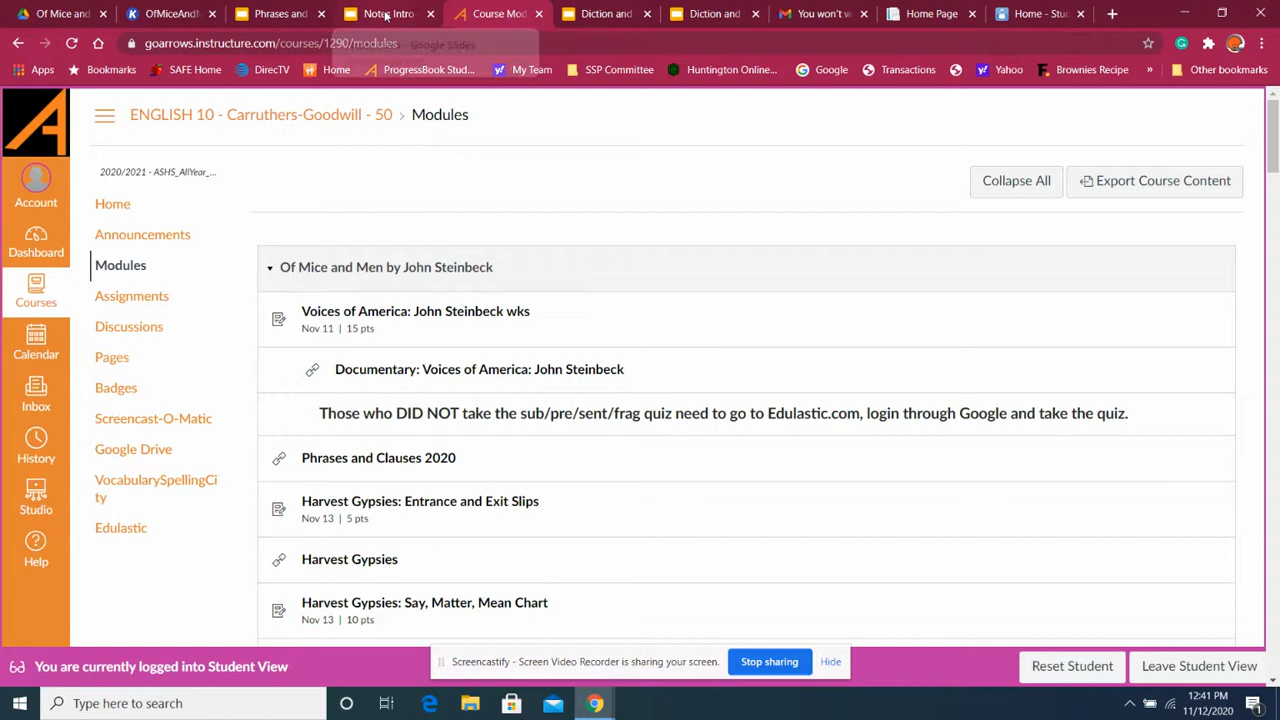 Of Mice and
OfMiceAndM
Phrases and
Notes Intro
Course Mod
Diction and
Diction and
You won't w
Home Page
Home - Stud
goarrows.instructure.com/courses/1290/modules
Google Slides
Apps
Bookmarks
SAFE Home
DirecTV
Home
ProgressBook Stud...
My Team
SSP Committee
Huntington Online...
Google
Transactions
Yahoo
Brownies Recipe
»
Other bookmarks
ENGLISH 10 - Carruthers-Goodwill - 50 › Modules
2020/2021 - ASHS_AllYear_...
Collapse All
Export Course Content
Account
Dashboard
Courses
Calendar
Inbox
History
Studio
Help
Home
Announcements
Modules
Assignments
Discussions
Pages
Badges
Screencast-O-Matic
Google Drive
VocabularySpellingCi
ty
Edulastic
Of Mice and Men by John Steinbeck
Voices of America: John Steinbeck wks
Nov 11 | 15 pts
Documentary: Voices of America: John Steinbeck
Those who DID NOT take the sub/pre/sent/frag quiz need to go to Edulastic.com, login through Google and take the quiz.
Phrases and Clauses 2020
Harvest Gypsies: Entrance and Exit Slips
Nov 13 | 5 pts
Harvest Gypsies
Harvest Gypsies: Say, Matter, Mean Chart
Nov 13 | 10 pts
Screencastify - Screen Video Recorder is sharing your screen.
Stop sharing
Hide
You are currently logged into Student View
Reset Student
Leave Student View
Type here to search
12:41 PM
11/12/2020
1